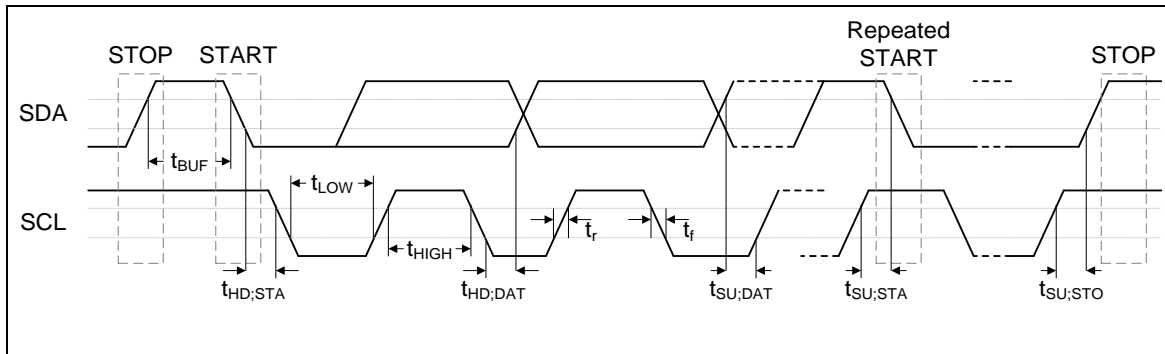 Repeated
STOP START START STOP
SDA
tBUF
tLOW
SCL
tr tf
tHIGH
tHD;STA tHD;DAT tSU;DAT tSU;STA tSU;STO